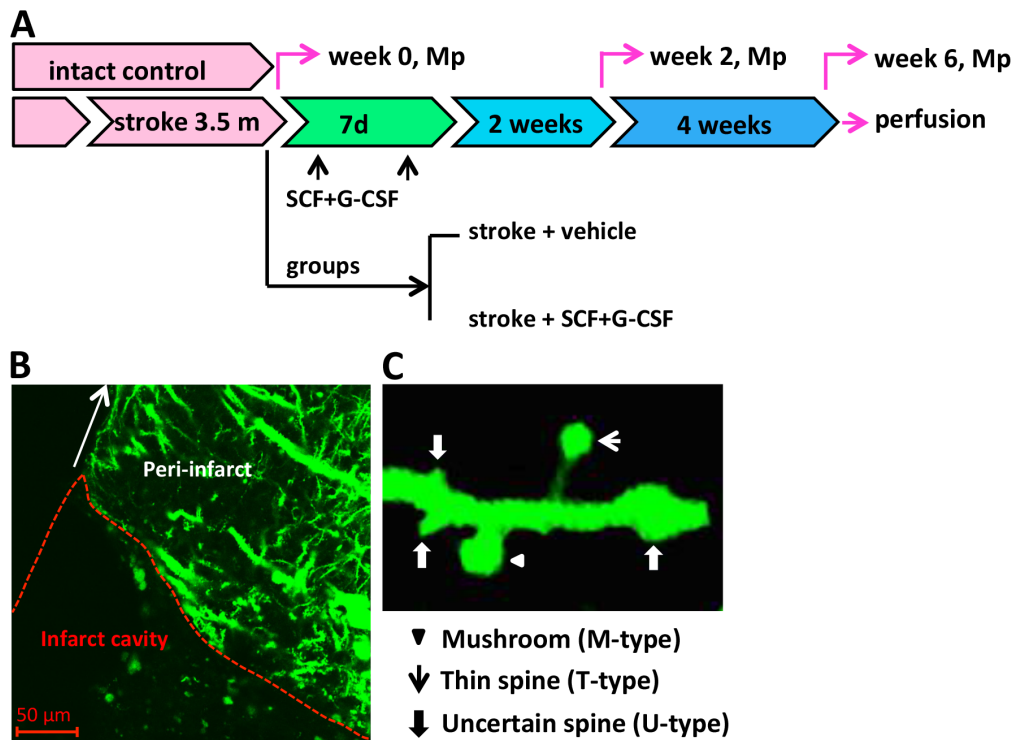 A
intact control
week 0, Mp
week 2, Mp
week 6, Mp
stroke 3.5 m
7d
2 weeks
4 weeks
perfusion
SCF+G-CSF
groups
stroke + vehicle
stroke + SCF+G-CSF
B
Peri-infarct
Infarct cavity
50 µm
C
Mushroom (M-type)
Thin spine (T-type)
Uncertain spine (U-type)